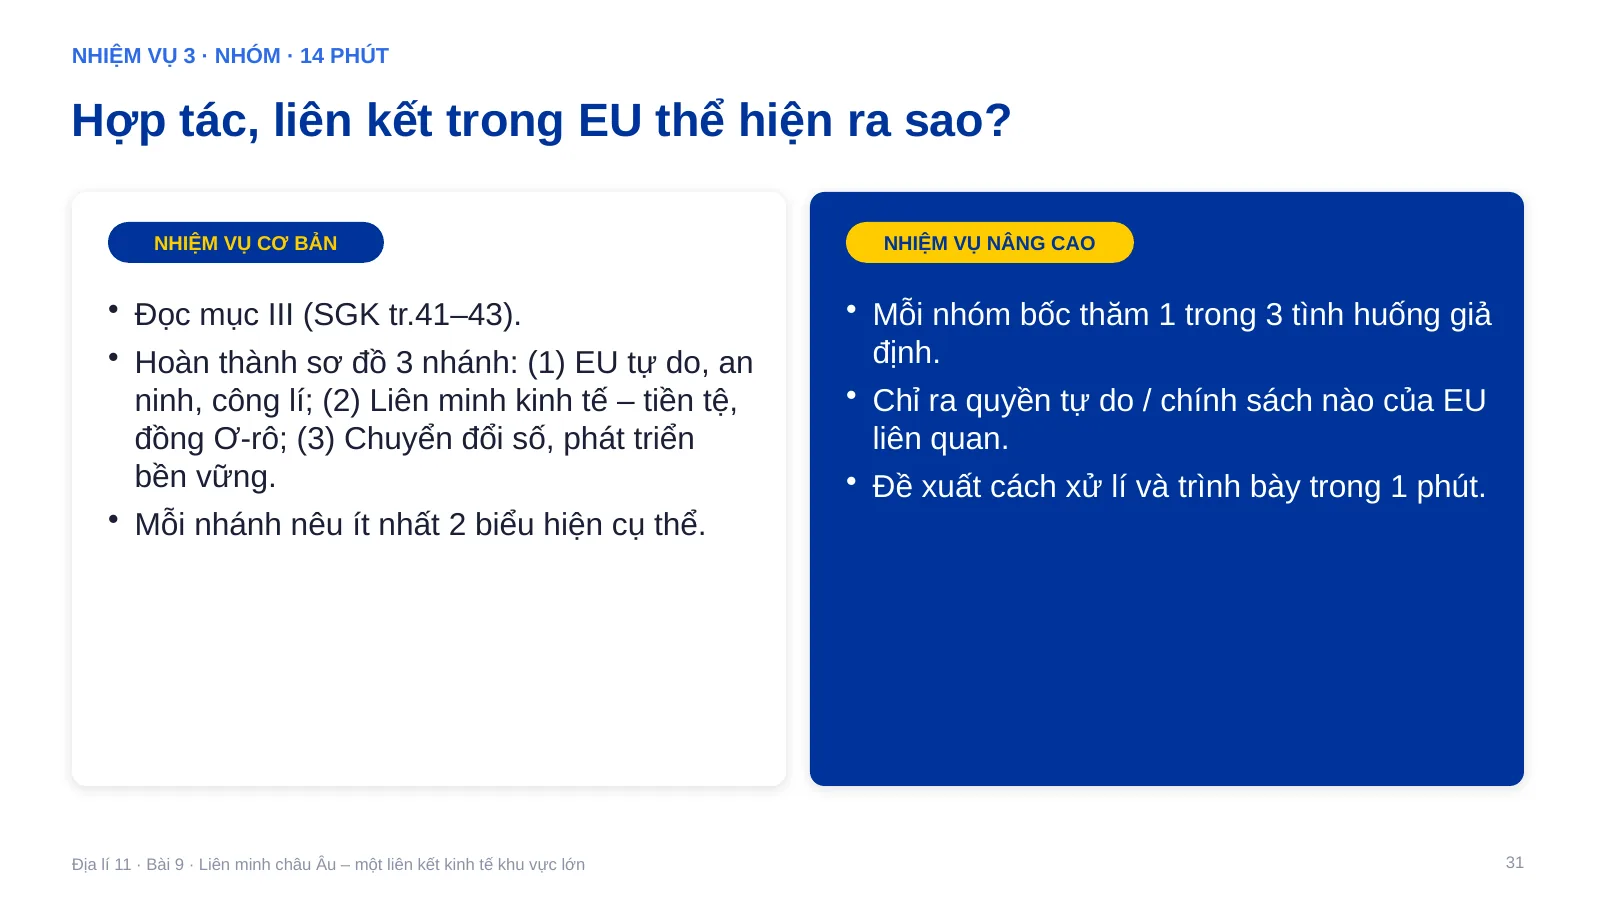 NHIỆM VỤ 3 · NHÓM · 14 PHÚT
Hợp tác, liên kết trong EU thể hiện ra sao?
NHIỆM VỤ CƠ BẢN
• Đọc mục III (SGK tr.41–43).
• Hoàn thành sơ đồ 3 nhánh: (1) EU tự do, an
ninh, công lí; (2) Liên minh kinh tế – tiền tệ,
đồng Ơ-rô; (3) Chuyển đổi số, phát triển
bền vững.
• Mỗi nhánh nêu ít nhất 2 biểu hiện cụ thể.
NHIỆM VỤ NÂNG CAO
• Mỗi nhóm bốc thăm 1 trong 3 tình huống giả
định.
• Chỉ ra quyền tự do / chính sách nào của EU
liên quan.
• Đề xuất cách xử lí và trình bày trong 1 phút.
Địa lí 11 · Bài 9 · Liên minh châu Âu – một liên kết kinh tế khu vực lớn
31